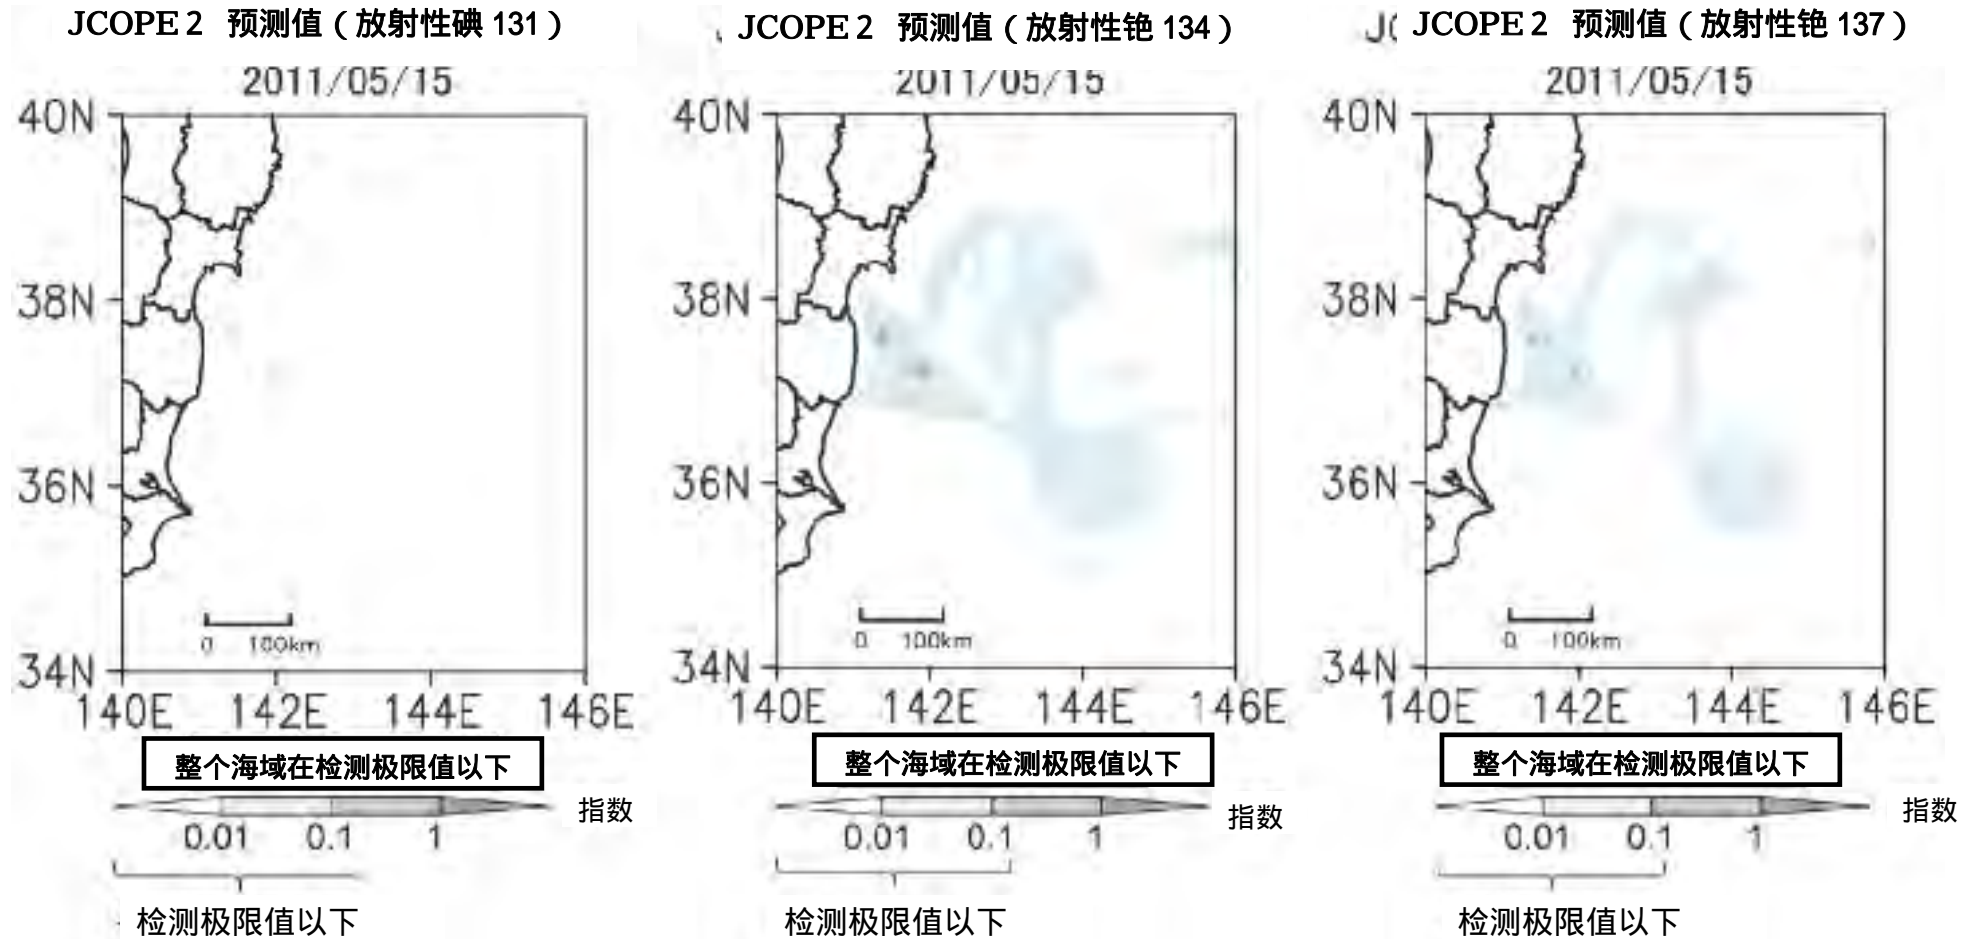 JCOPE 2 预测值（放射性碘 131）
2011/05/15
40N
38N
36N
34N
0 100km
140E 142E 144E 146E
整个海域在检测极限值以下
指数
0.01 0.1 1
检测极限值以下
JCOPE 2 预测值（放射性铯 134）
2011/05/15
40N
38N
36N
34N
0 100km
140E 142E 144E 146E
整个海域在检测极限值以下
指数
0.01 0.1 1
检测极限值以下
JCOPE 2 预测值（放射性铯 137）
2011/05/15
40N
38N
36N
34N
0 100km
140E 142E 144E 146E
整个海域在检测极限值以下
指数
0.01 0.1 1
检测极限值以下